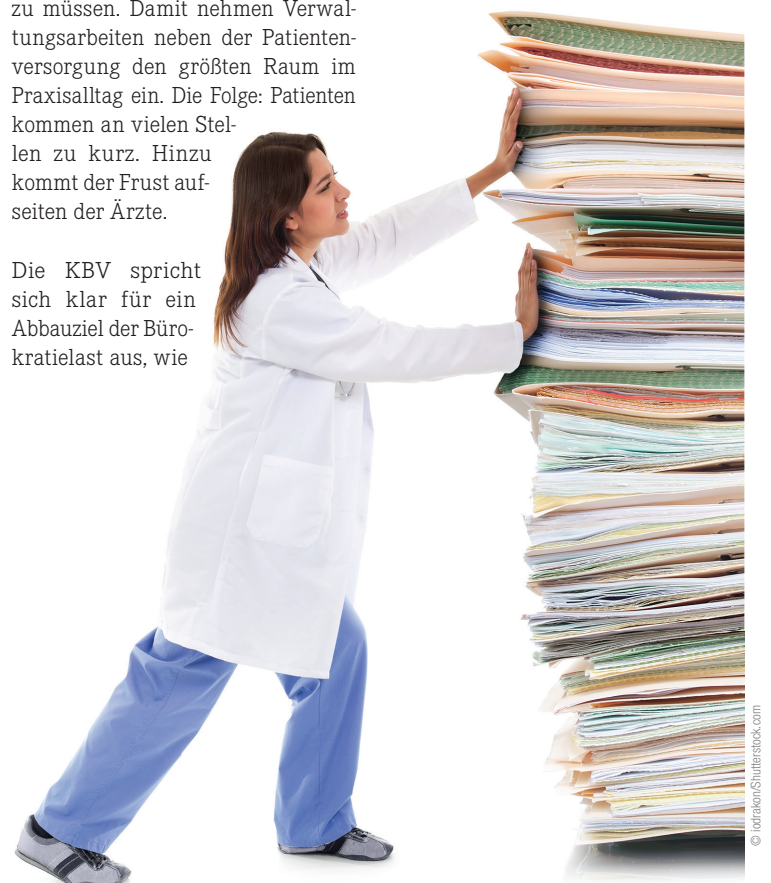 zu müssen. Damit nehmen Verwal-
tungsarbeiten neben der Patienten-
versorgung den größten Raum im
Praxisalltag ein. Die Folge: Patienten
kommen an vielen Stel-
len zu kurz. Hinzu
kommt der Frust auf-
seiten der Ärzte.
Die KBV spricht
sich klar für ein
Abbauziel der Büro-
kratielast aus, wie
© iodrakon/Shutterstock.com